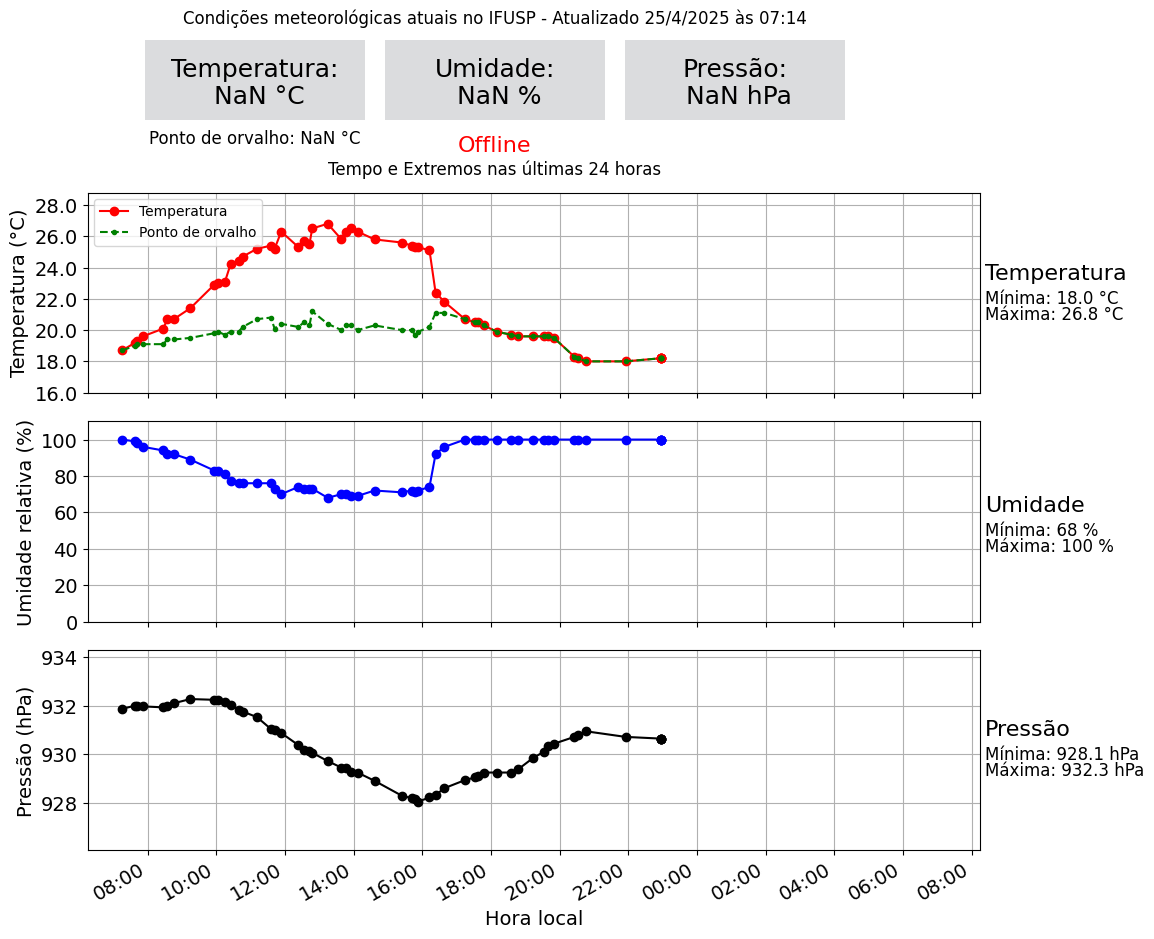 Condições meteorológicas atuais no IFUSP - Atualizado 25/4/2025 às 07:14
Temperatura:
NaN °C
Umidade:
NaN %
Pressão:
NaN hPa
Ponto de orvalho: NaN °C
Offline
Tempo e Extremos nas últimas 24 horas
Temperatura (°C)
28.0
26.0
24.0
22.0
20.0
18.0
16.0
Temperatura
Ponto de orvalho
Temperatura
Mínima: 18.0 °C
Máxima: 26.8 °C
Umidade relativa (%)
100
80
60
40
20
0
Umidade
Mínima: 68 %
Máxima: 100 %
Pressão (hPa)
934
932
930
928
Pressão
Mínima: 928.1 hPa
Máxima: 932.3 hPa
08:00
10:00
12:00
14:00
16:00
18:00
20:00
22:00
00:00
02:00
04:00
06:00
08:00
Hora local